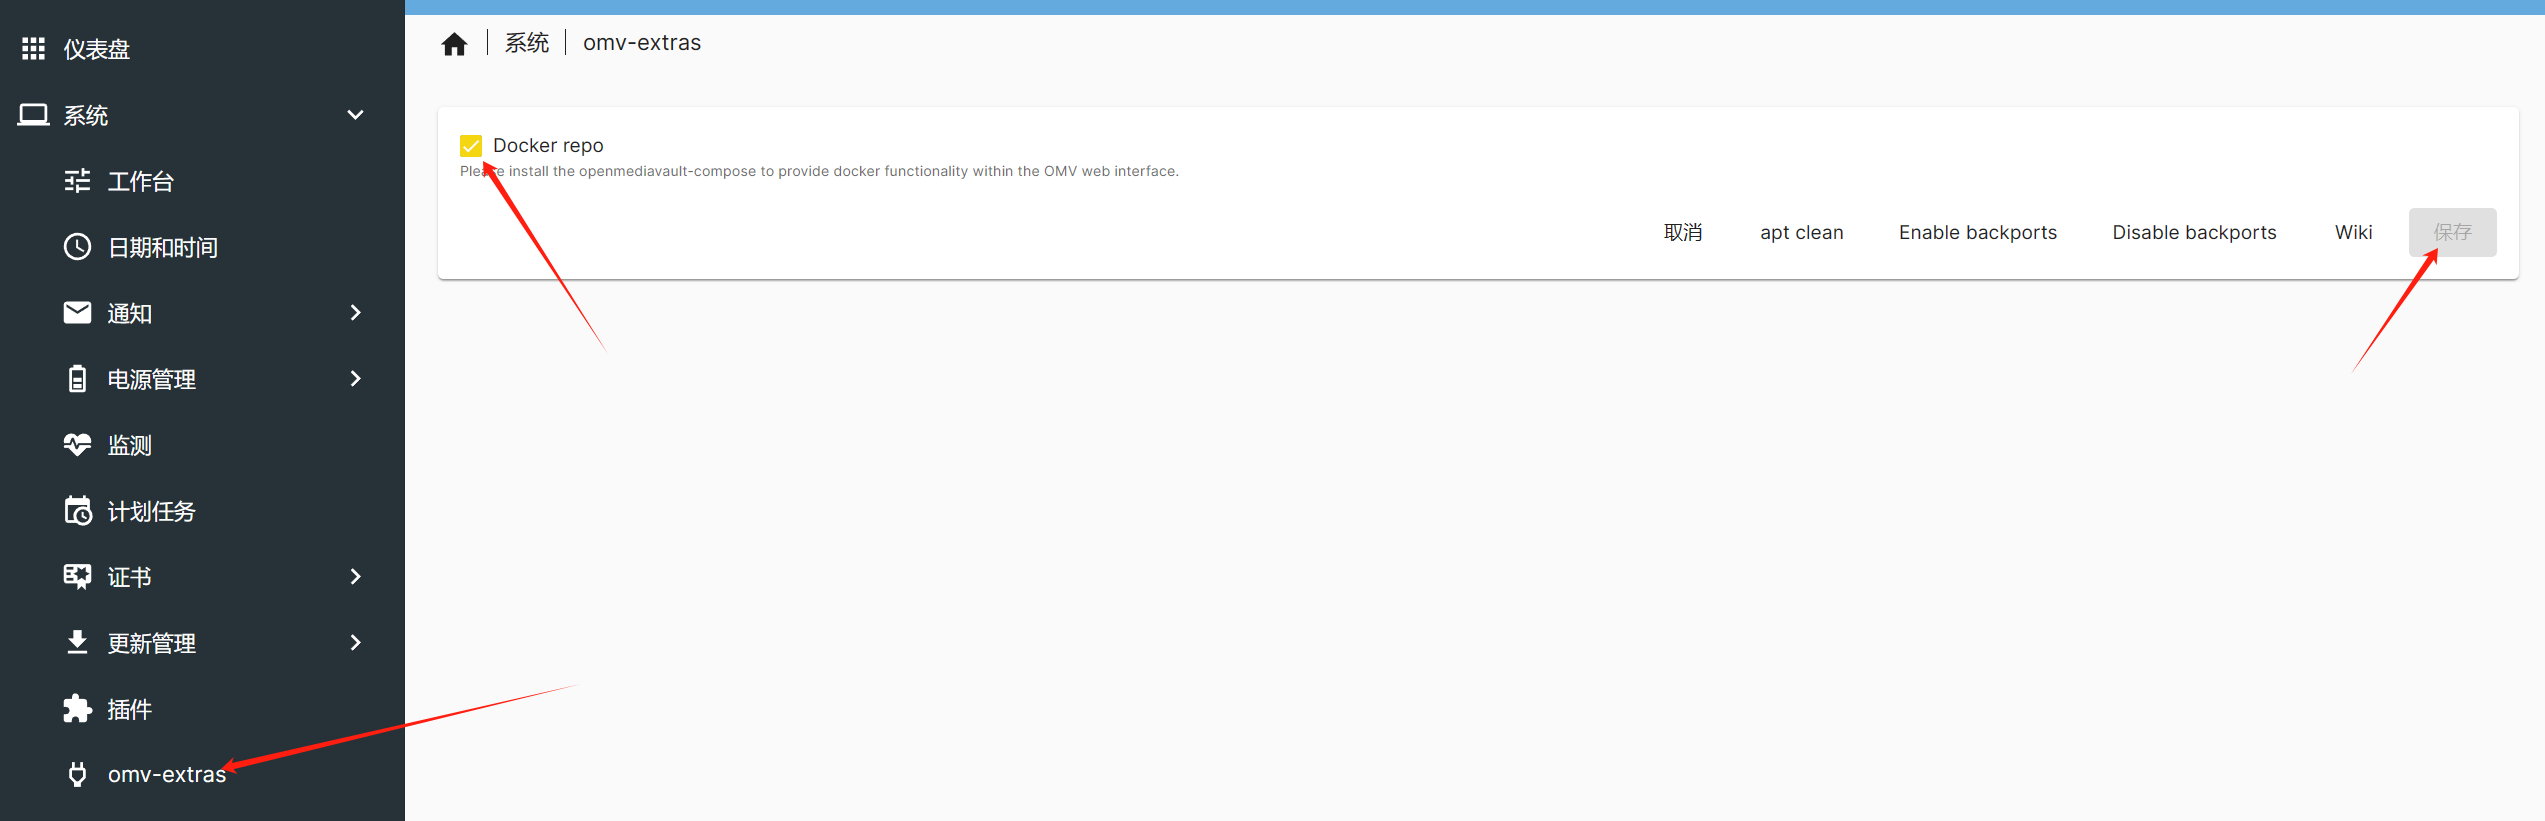 仪表盘
系统
工作台
日期和时间
通知
电源管理
监测
计划任务
证书
更新管理
插件
omv-extras
系统 | omv-extras
Docker repo
Please install the openmediavault-compose to provide docker functionality within the OMV web interface.
取消 apt clean Enable backports Disable backports Wiki 保存